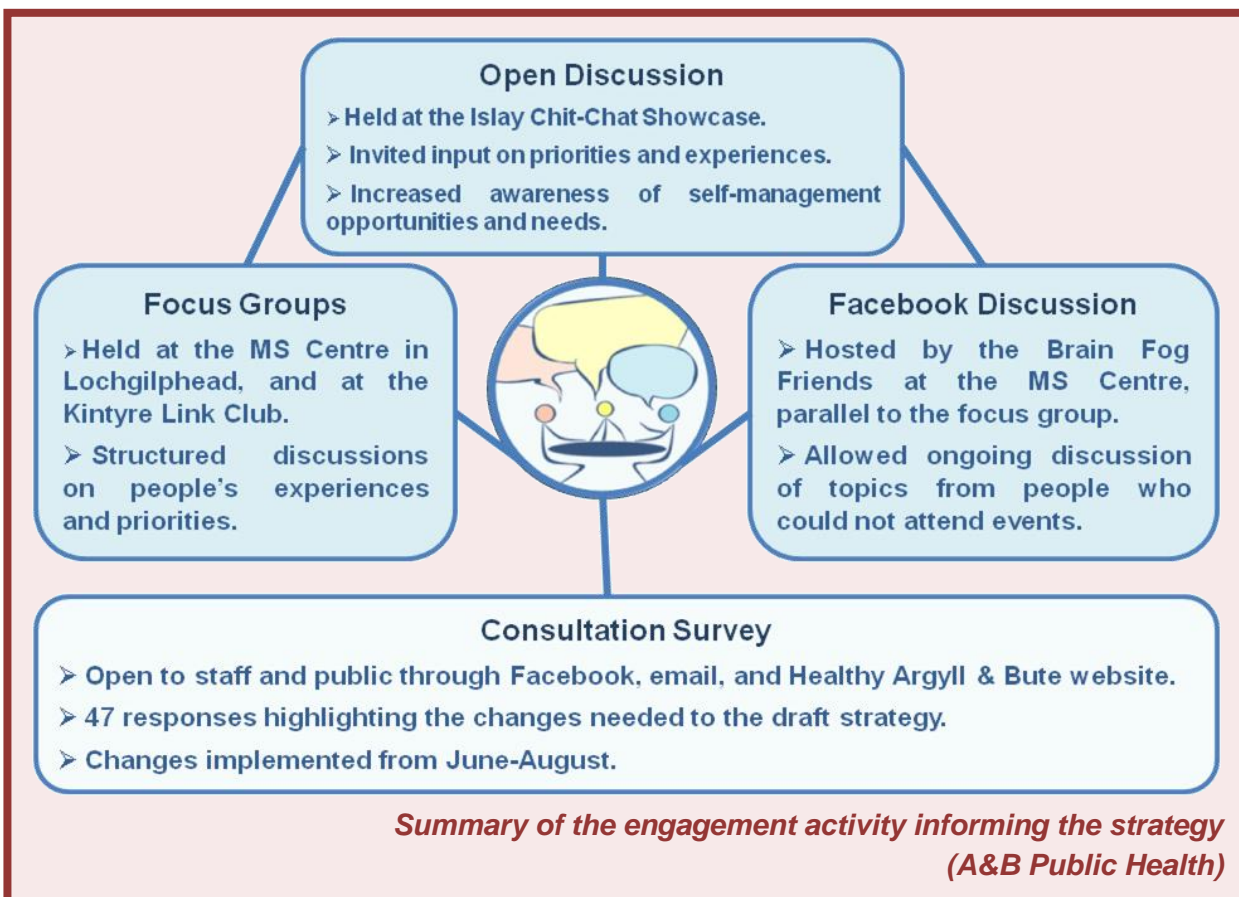 Open Discussion
➢ Held at the Islay Chit-Chat Showcase.
➢ Invited input on priorities and experiences.
➢ Increased awareness of self-management
opportunities and needs.
Focus Groups
➢ Held at the MS Centre in
Lochgilphead, and at the
Kintyre Link Club.
➢ Structured discussions
on people's experiences
and priorities.
Facebook Discussion
➢ Hosted by the Brain Fog
Friends at the MS Centre,
parallel to the focus group.
➢ Allowed ongoing discussion
of topics from people who
could not attend events.
Consultation Survey
➢ Open to staff and public through Facebook, email, and Healthy Argyll & Bute website.
➢ 47 responses highlighting the changes needed to the draft strategy.
➢ Changes implemented from June-August.
Summary of the engagement activity informing the strategy
(A&B Public Health)